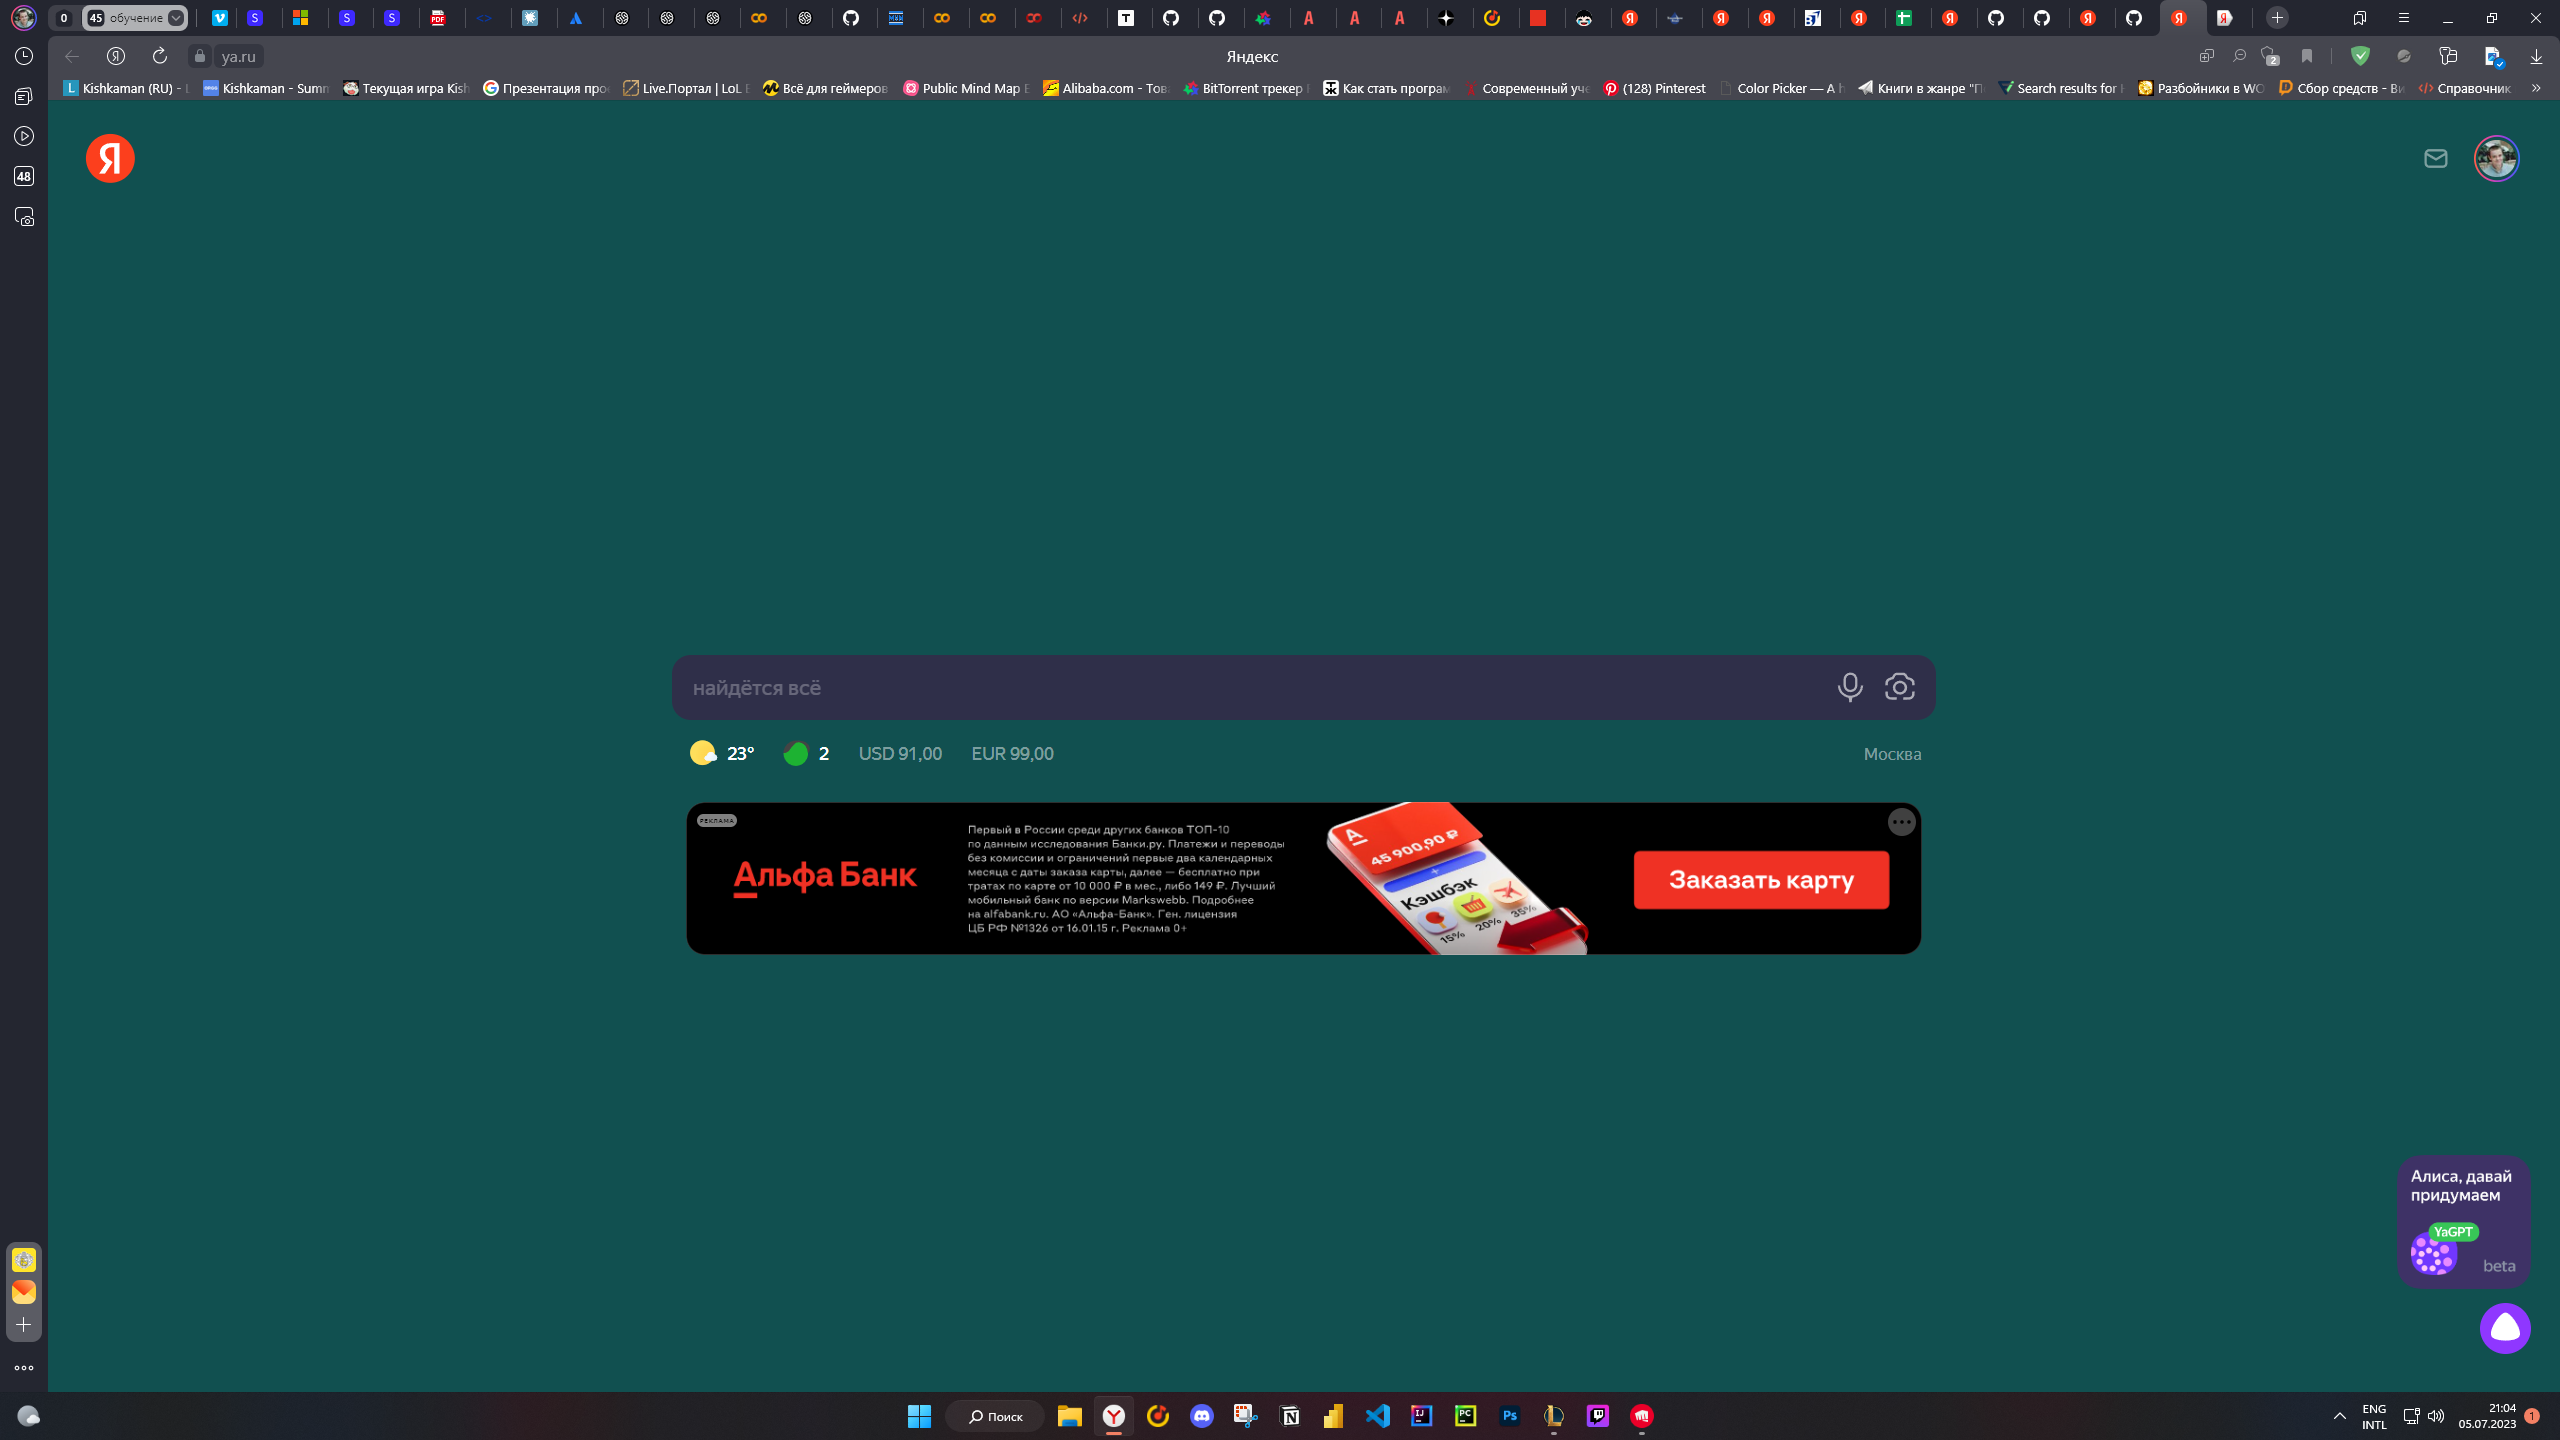 0
45 обучение
ya.ru
Яндекс
2
Kishkaman (RU) -
Kishkaman - Summ
Текущая игра Kish
Презентация прое
Live.Портал | LoL
Всё для геймеров
Public Mind Map
Alibaba.com - Тов
BitTorrent трекер
Как стать програм
Современный уче
(128) Pinterest
Color Picker — A h
Книги в жанре "П
Search results for
Разбойники в WO
Сбор средств - Ви
Справочник
»
Я
48
найдётся всё
23°
2
USD 91,00
EUR 99,00
Москва
РЕКЛАМА
Альфа Банк
Первый в России среди других банков ТОП-10
по данным исследования Банки.ру. Платежи и переводы
без комиссии и ограничений первые два календарных
месяца с даты заказа карты, далее — бесплатно при
тратах по карте от 10 000 ₽ в мес., либо 149 ₽. Лучший
мобильный банк по версии Markswebb. Подробнее
на alfabank.ru. АО «Альфа-Банк». Ген. лицензия
ЦБ РФ №1326 от 16.01.15 г. Реклама 0+
45 900,90 ₽
Кэшбэк
15% 20% 35%
Заказать карту
Алиса, давай
придумаем
YaGPT
beta
Поиск
ENG
INTL
21:04
05.07.2023
1